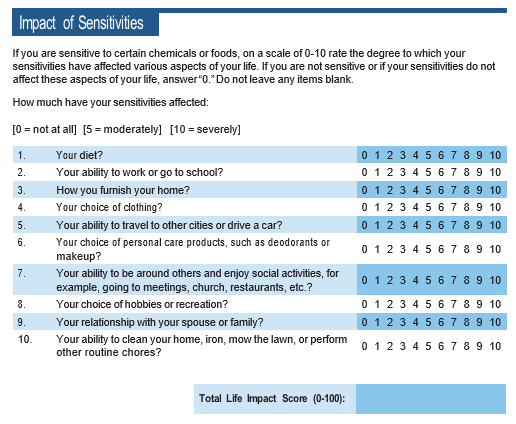 Impact of Sensitivities
If you are sensitive to certain chemicals or foods, on a scale of 0-10 rate the degree to which your
sensitivities have affected various aspects of your life. If you are not sensitive or if your sensitivities do not
affect these aspects of your life, answer “0.” Do not leave any items blank.
How much have your sensitivities affected:
[0 = not at all] [5 = moderately] [10 = severely]
1. Your diet? 0 1 2 3 4 5 6 7 8 9 10
2. Your ability to work or go to school? 0 1 2 3 4 5 6 7 8 9 10
3. How you furnish your home? 0 1 2 3 4 5 6 7 8 9 10
4. Your choice of clothing? 0 1 2 3 4 5 6 7 8 9 10
5. Your ability to travel to other cities or drive a car? 0 1 2 3 4 5 6 7 8 9 10
6. Your choice of personal care products, such as deodorants or
makeup? 0 1 2 3 4 5 6 7 8 9 10
7. Your ability to be around others and enjoy social activities, for
example, going to meetings, church, restaurants, etc.? 0 1 2 3 4 5 6 7 8 9 10
8. Your choice of hobbies or recreation? 0 1 2 3 4 5 6 7 8 9 10
9. Your relationship with your spouse or family? 0 1 2 3 4 5 6 7 8 9 10
10. Your ability to clean your home, iron, mow the lawn, or perform
other routine chores? 0 1 2 3 4 5 6 7 8 9 10
Total Life Impact Score (0-100):